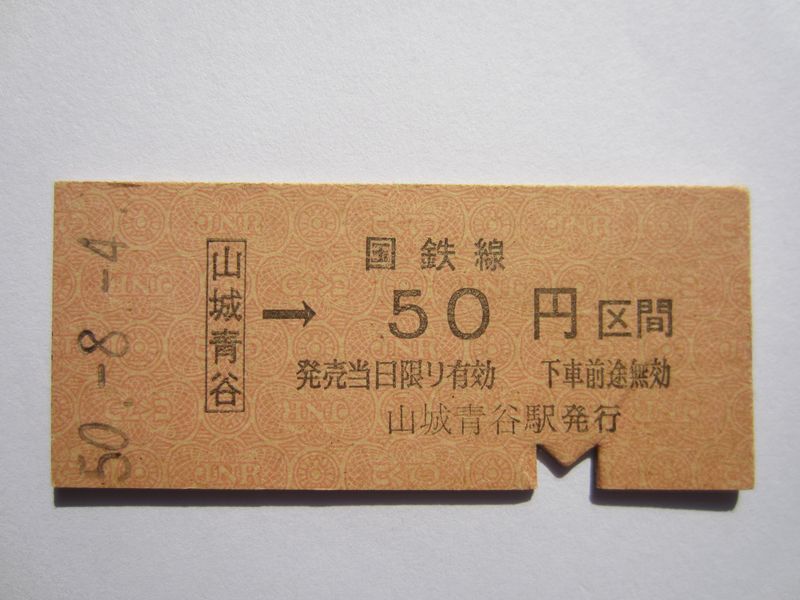 50.-8.-4
山城青谷
国鉄線
→ 50円区間
発売当日限り有効 下車前途無効
山城青谷駅発行
JNR